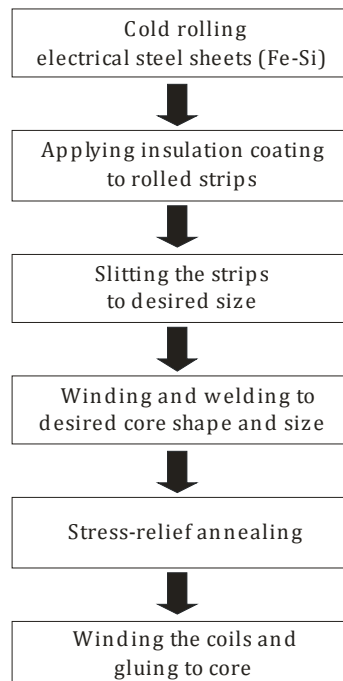 Cold rolling
electrical steel sheets (Fe-Si)
Applying insulation coating
to rolled strips
Slitting the strips
to desired size
Winding and welding to
desired core shape and size
Stress-relief annealing
Winding the coils and
gluing to core